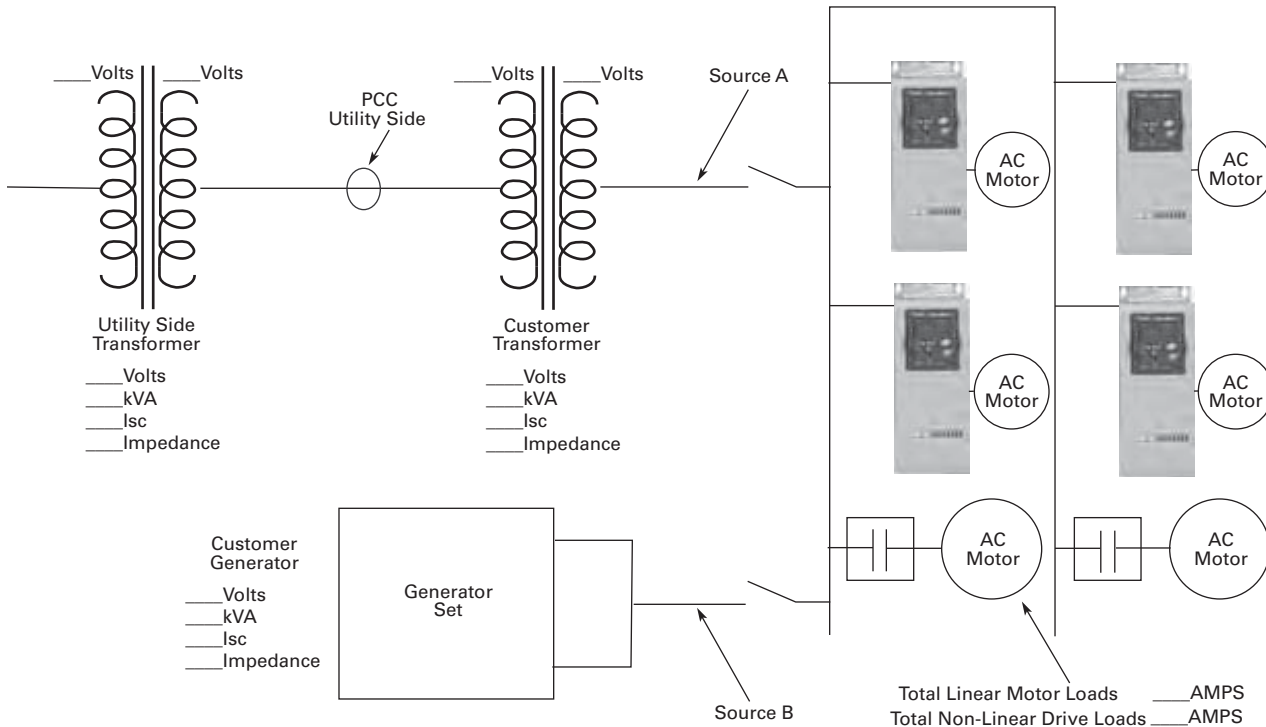 ____Volts
____Volts
PCC
Utility Side
____Volts
____Volts
Source A
AC
Motor
AC
Motor
Utility Side
Transformer
____Volts
____kVA
____Isc
____Impedance
Customer
Transformer
____Volts
____kVA
____Isc
____Impedance
AC
Motor
AC
Motor
Customer
Generator
____Volts
____kVA
____Isc
____Impedance
Generator
Set
AC
Motor
AC
Motor
Source B
Total Linear Motor Loads ____AMPS
Total Non-Linear Drive Loads ____AMPS